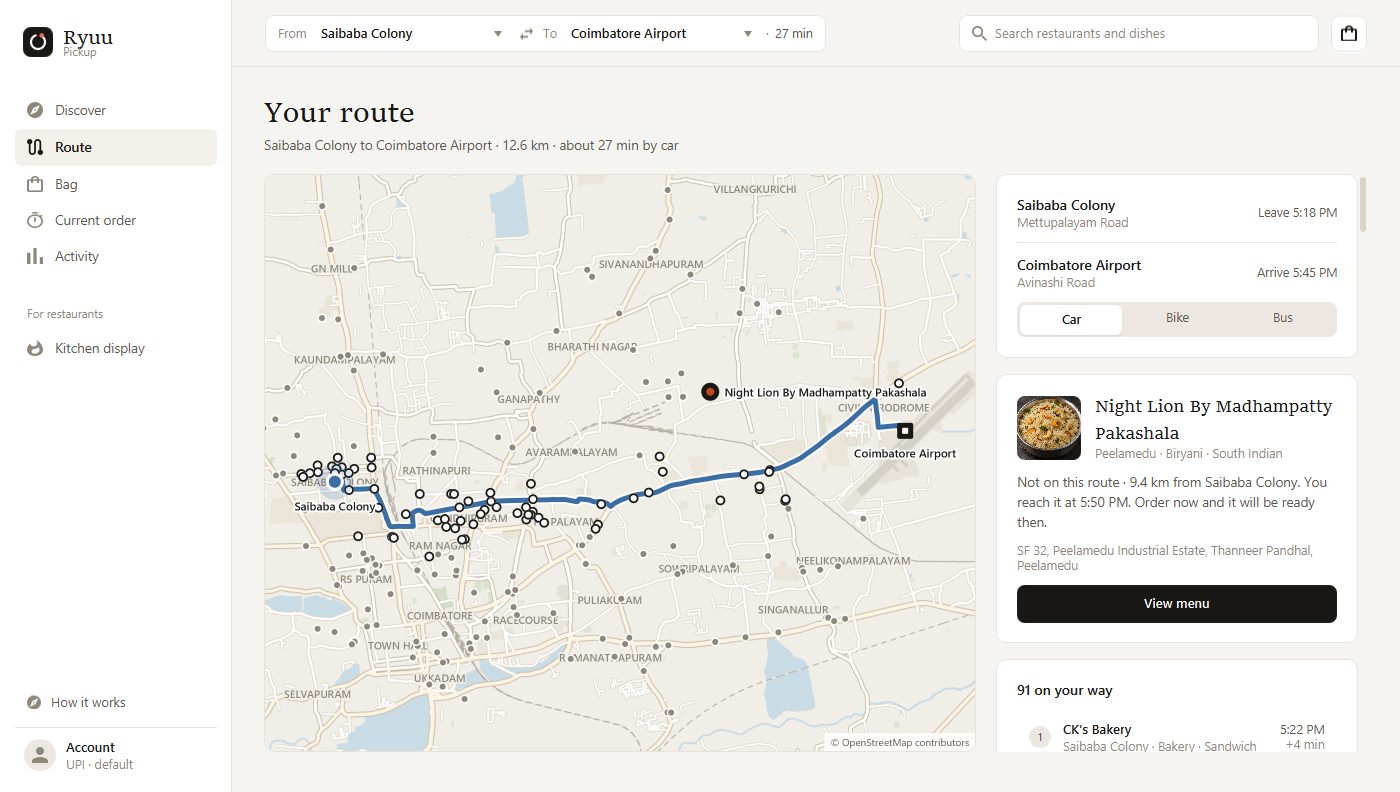 Ryuu
Pickup
Discover
Route
Bag
Current order
Activity
For restaurants
Kitchen display
How it works
Account
UPI · default
From Saibaba Colony To Coimbatore Airport · 27 min
Search restaurants and dishes
Your route
Saibaba Colony to Coimbatore Airport · 12.6 km · about 27 min by car
VILLANGKURICHI
SIVANANDHAPURAM
GN MILL
BHARATHI NAGAR
KAUNDAMPALAYAM
Night Lion By Madhampatty Pakashala
GANAPATHY
Coimbatore Airport
RATHINAPURI
Saibaba Colony
RAM NAGAR
NEELIKONAMPALAYAM
SOWRIPALAYAM
RS PURAM
PULIAKULAM
SINGANALLUR
COIMBATORE
RACECOURSE
TOWN HALL
RAMANATHAPURAM
UKKADAM
SELVAPURAM
© OpenStreetMap contributors
Saibaba Colony
Mettupalayam Road
Leave 5:18 PM
Coimbatore Airport
Avinashi Road
Arrive 5:45 PM
Car Bike Bus
Night Lion By Madhampatty
Pakashala
Peelamedu · Biryani · South Indian
Not on this route · 9.4 km from Saibaba Colony. You
reach it at 5:50 PM. Order now and it will be ready
then.
SF 32, Peelamedu Industrial Estate, Thanneer Pandhal,
Peelamedu
View menu
91 on your way
1 CK's Bakery 5:22 PM
Saibaba Colony · Bakery · Sandwich +4 min